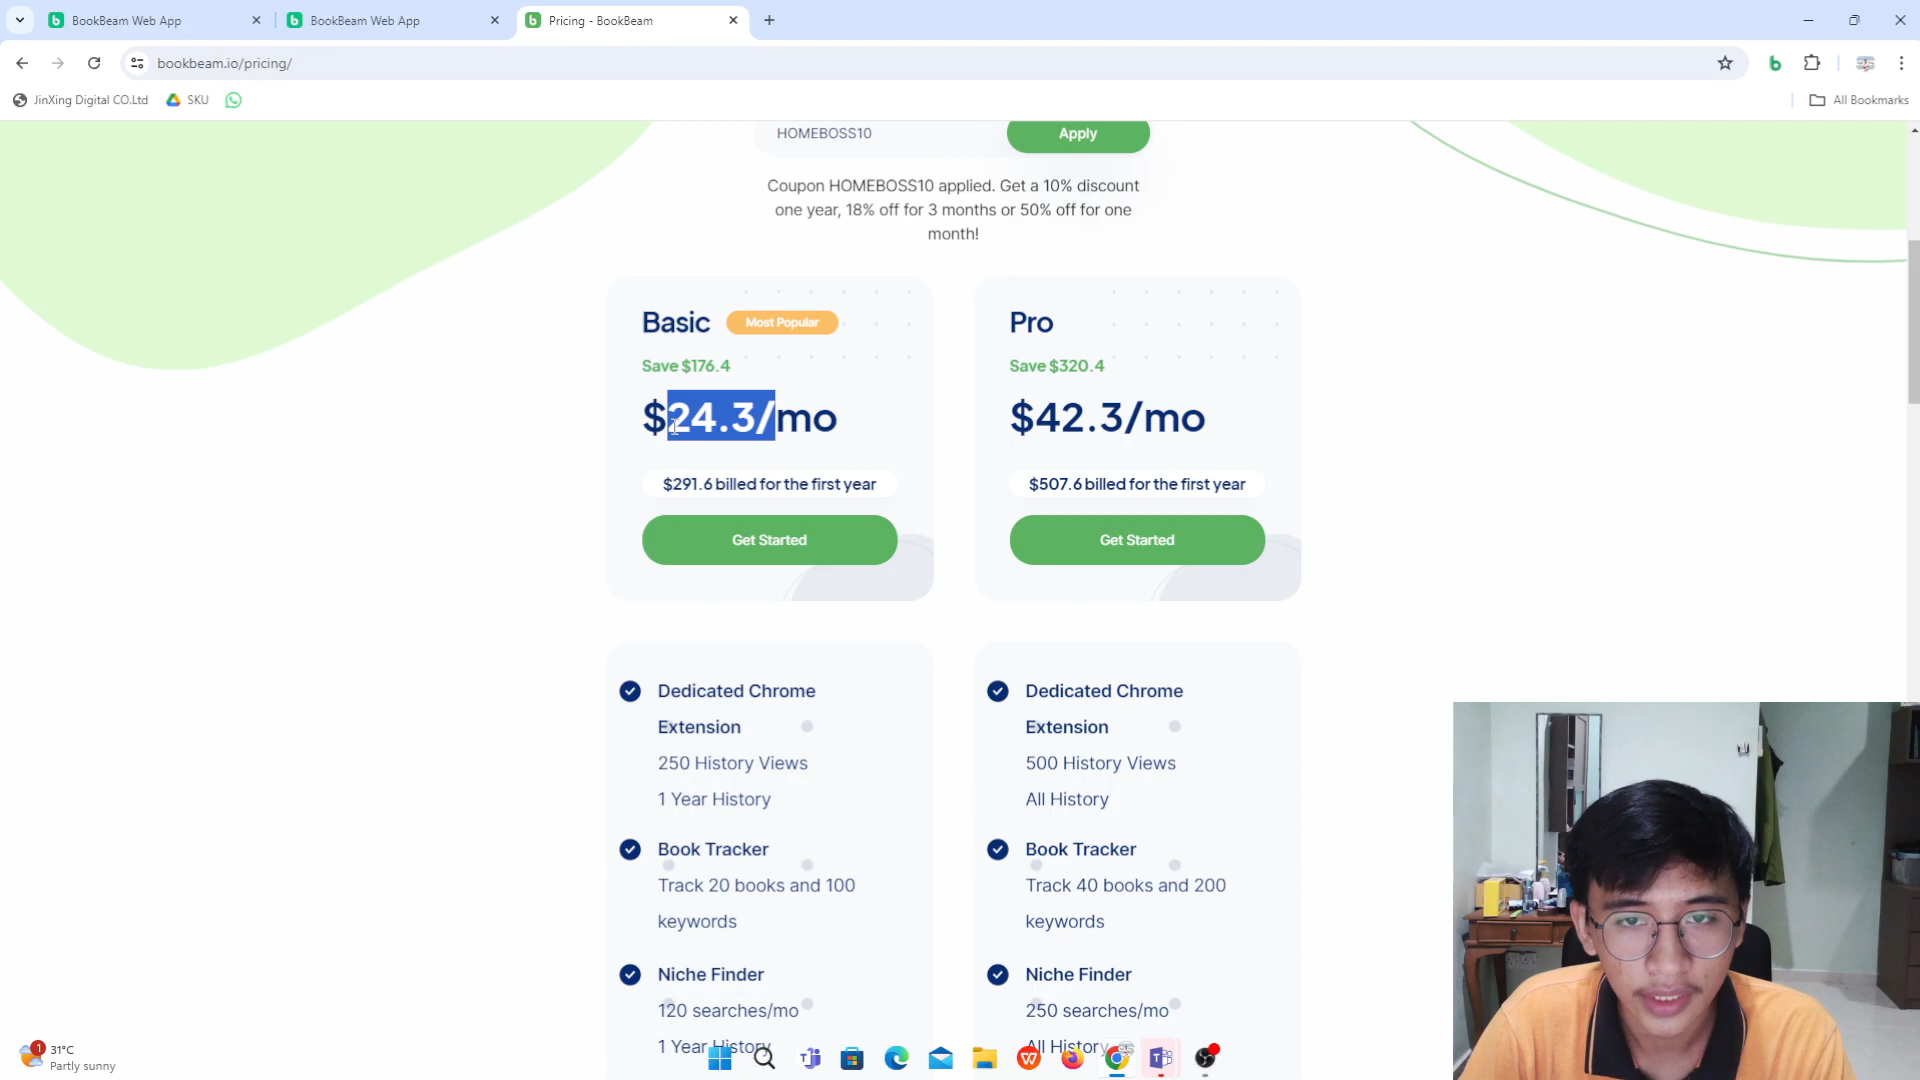 BookBeam Web App
BookBeam Web App
Pricing - BookBeam
bookbeam.io/pricing/
JinXing Digital CO.Ltd
SKU
All Bookmarks
HOMEBOSS10
Apply
Coupon HOMEBOSS10 applied. Get a 10% discount
one year, 18% off for 3 months or 50% off for one
month!
Basic
Most Popular
Save $176.4
$24.3/mo
$291.6 billed for the first year
Get Started
Pro
Save $320.4
$42.3/mo
$507.6 billed for the first year
Get Started
Dedicated Chrome
Extension
250 History Views
1 Year History
Book Tracker
Track 20 books and 100
keywords
Niche Finder
120 searches/mo
1 Year History
Dedicated Chrome
Extension
500 History Views
All History
Book Tracker
Track 40 books and 200
keywords
Niche Finder
250 searches/mo
All History
1
31°C
Partly sunny